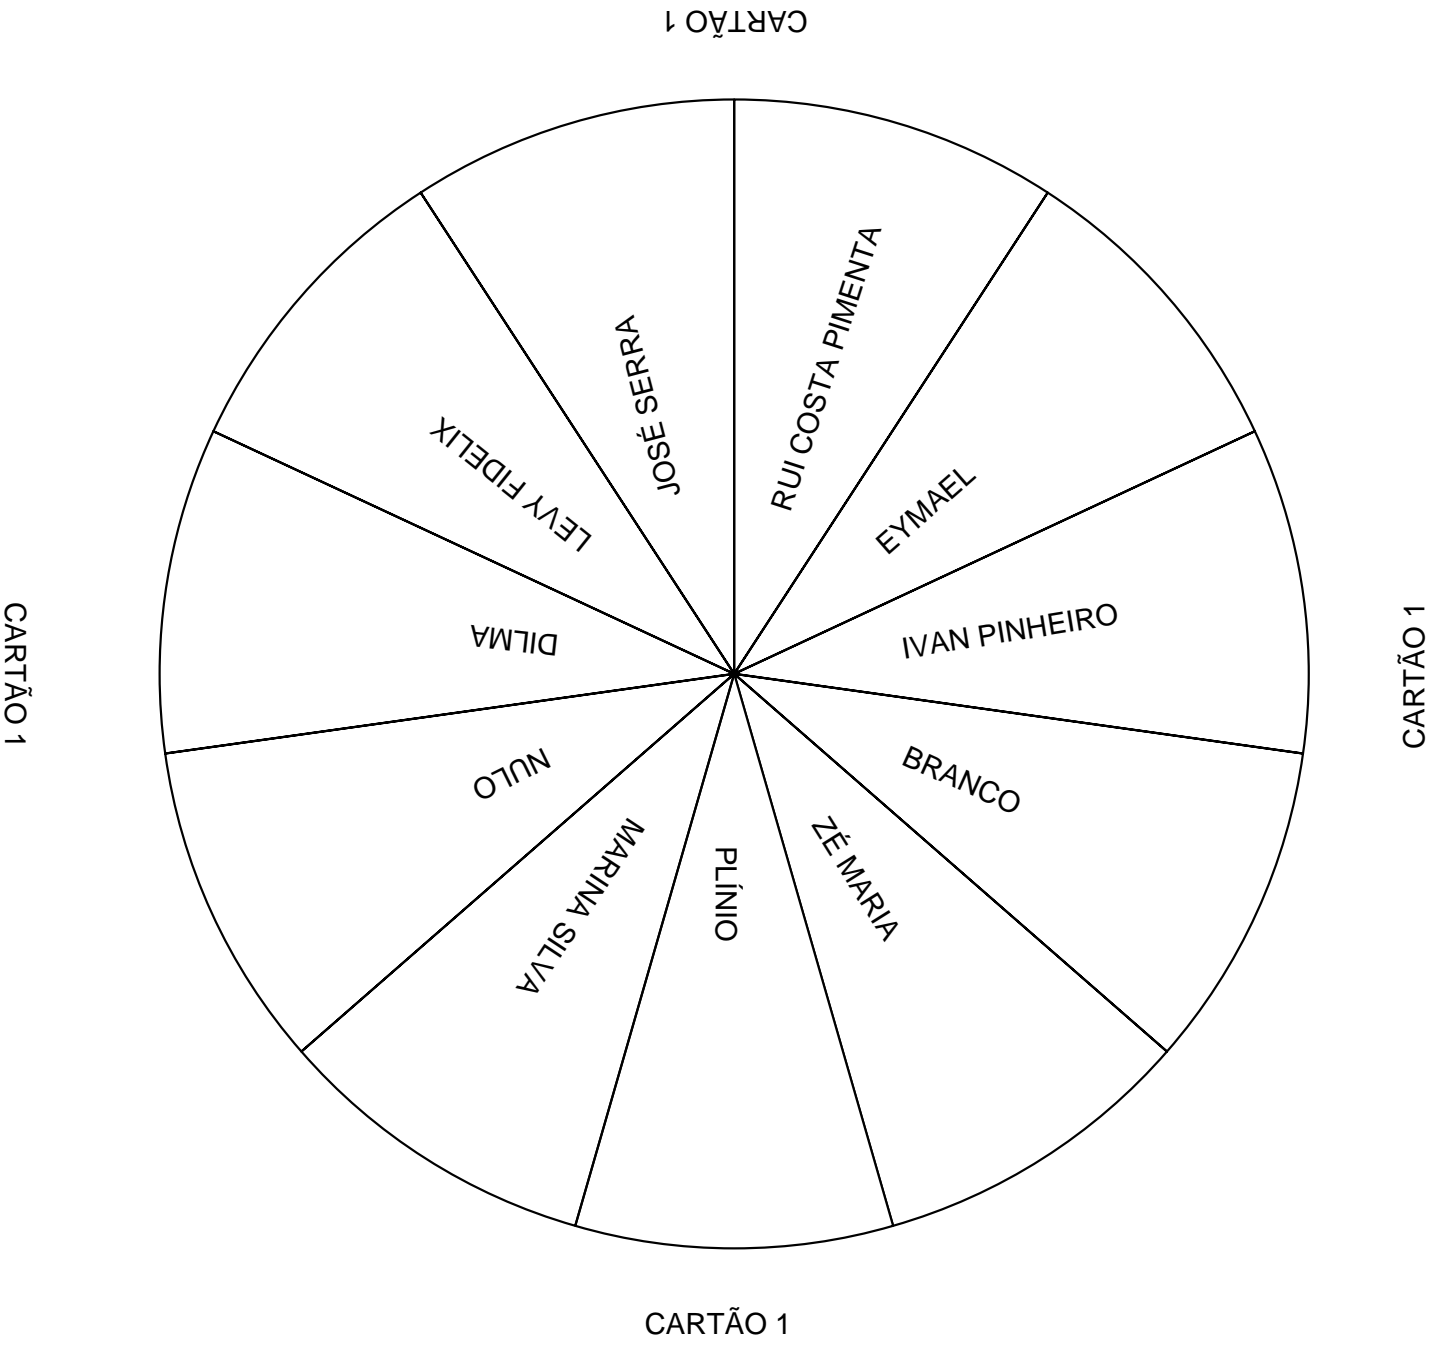 CARTÃO 1
RUI COSTA PIMENTA
EYMAEL
IVAN PINHEIRO
BRANCO
ZÉ MARIA
PLÍNIO
MARINA SILVA
NULO
DILMA
LEVY FIDELIX
JOSÉ SERRA
CARTÃO 1
CARTÃO 1
CARTÃO 1